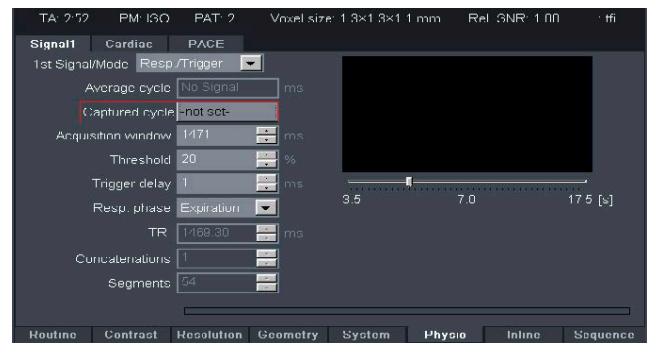 TA: 2:52 PM: ISO PAT: 2 Voxel size: 1.3×1.3×1.1 mm Rel. SNR: 1.00 : tfi
Signal1 Cardiac PACE
1st Signal/Mode Resp./Trigger
Average cycle No Signal ms
Captured cycle -not set-
Acquisition window 1471 ms
Threshold 20 %
Trigger delay 1 ms
3.5 7.0 17.5 [s]
Resp. phase Expiration
TR 1469.30 ms
Concatenations 1
Segments 54
Routine Contrast Resolution Geometry System Physio Inline Sequence